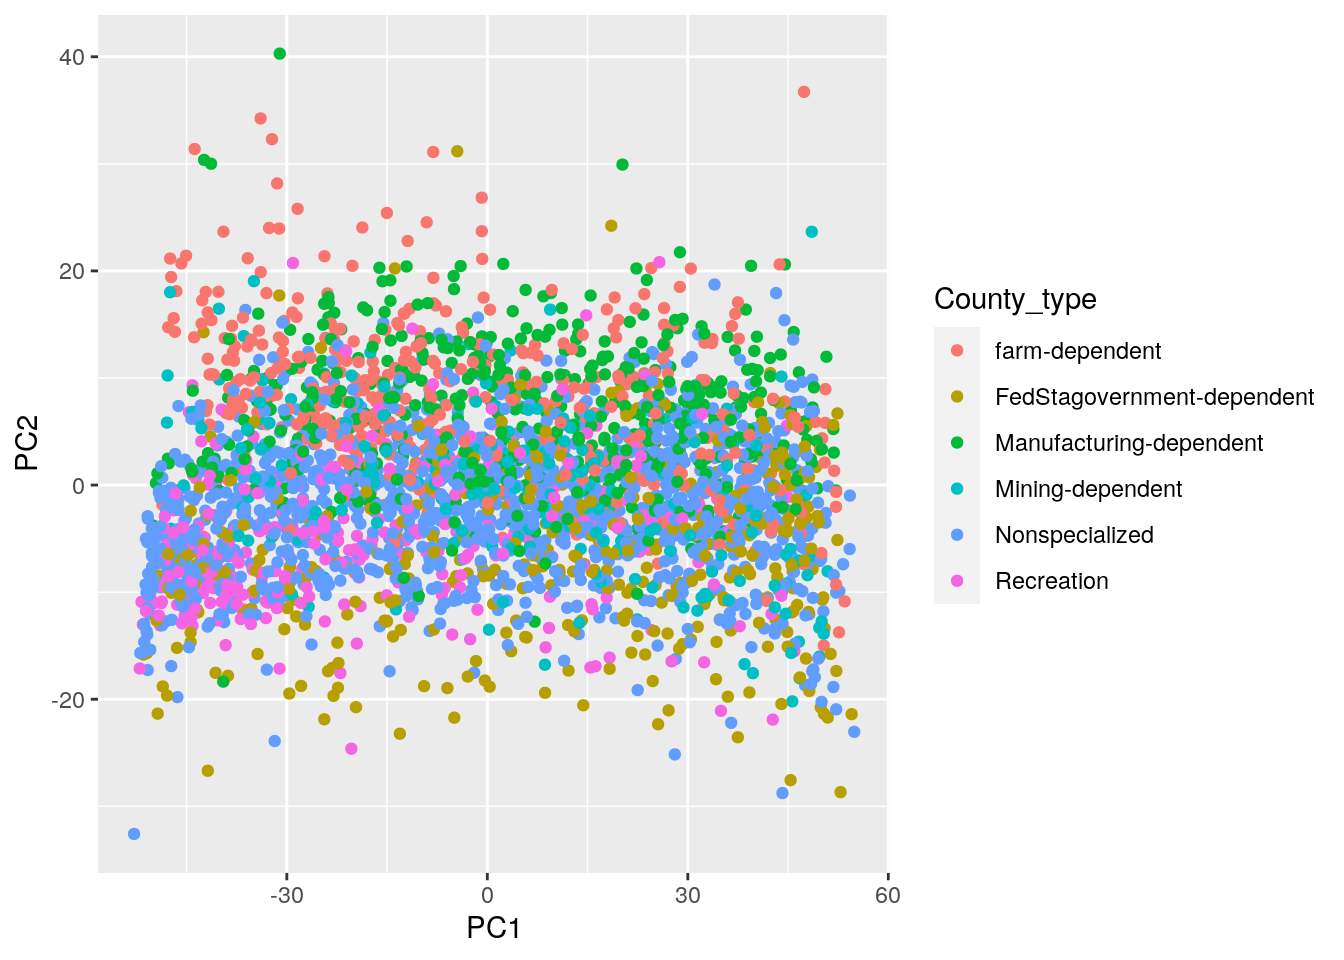 40
20
0
-20
PC2
-30
0
30
60
PC1
County_type
farm-dependent
FedStagovernment-dependent
Manufacturing-dependent
Mining-dependent
Nonspecialized
Recreation